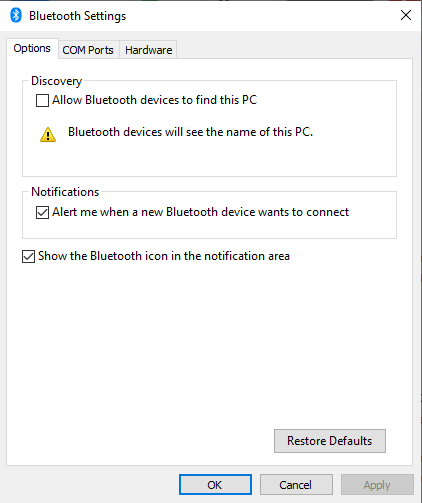 Bluetooth Settings
Options
COM Ports
Hardware
Discovery
Allow Bluetooth devices to find this PC
Bluetooth devices will see the name of this PC.
Notifications
Alert me when a new Bluetooth device wants to connect
Show the Bluetooth icon in the notification area
Restore Defaults
OK
Cancel
Apply